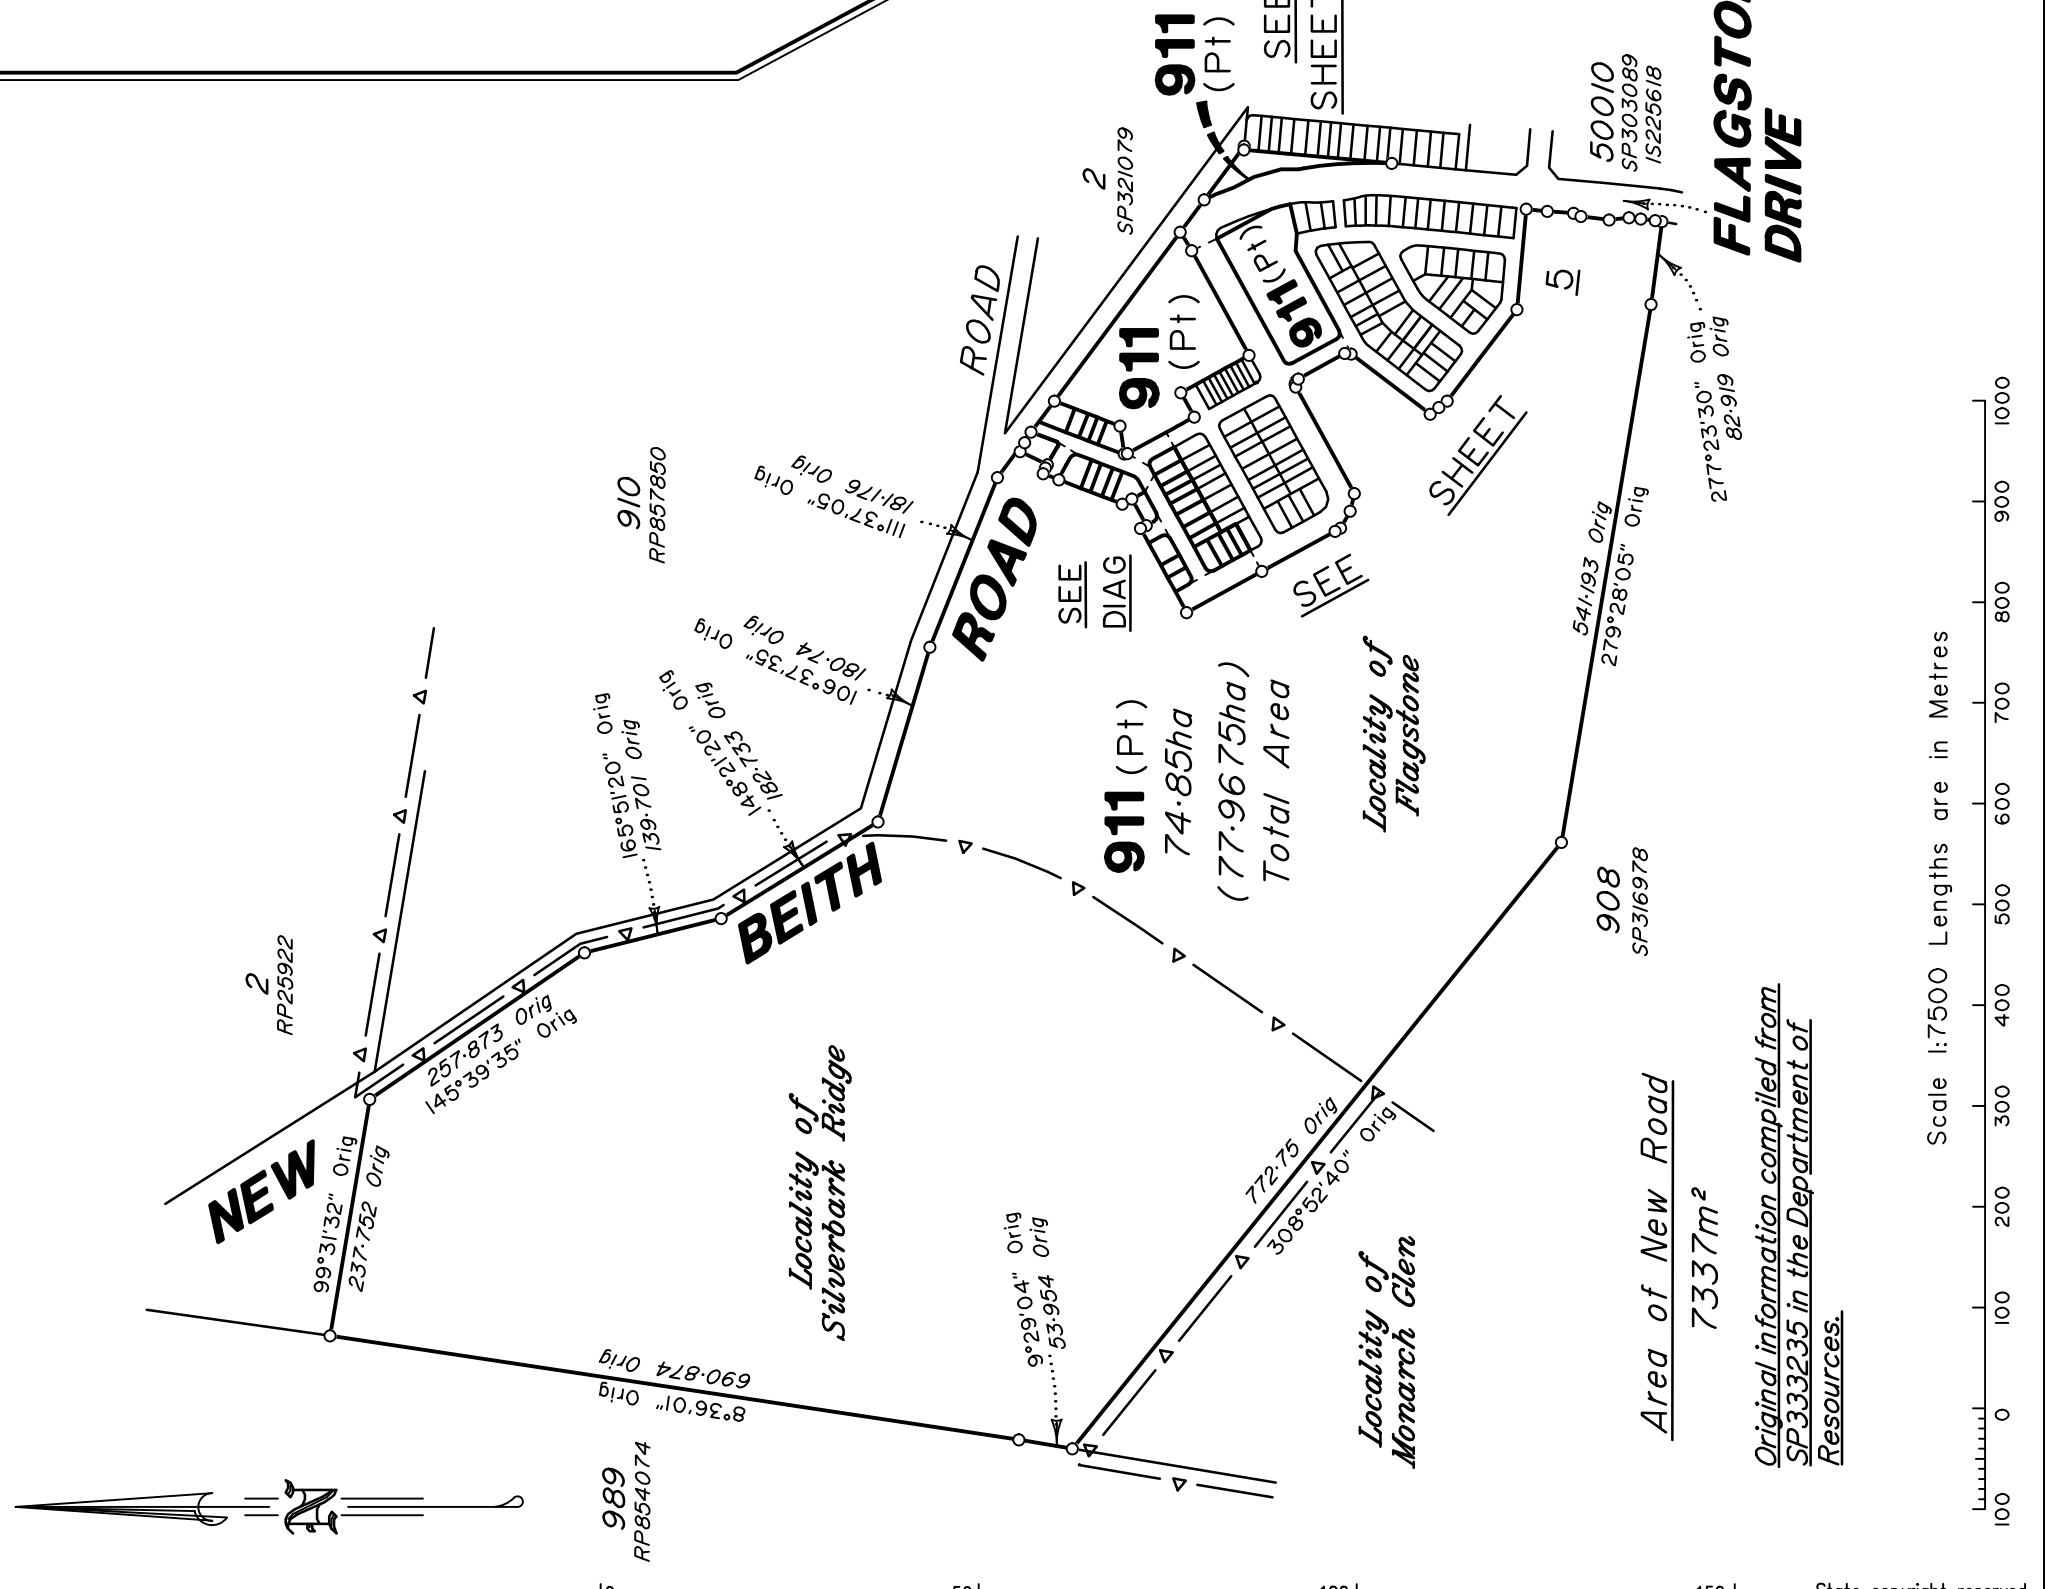 911
(Pt)
SEE
SHEET
2
SP321079
50010
SP303089
IS225618
FLAGSTO
DRIVE
ROAD
910
RP857850
111°37'05" Orig
181·176 Orig
ROAD
911
(Pt)
911(Pt)
5
277°23'30" Orig
82·919 Orig
SHEET
SEE
SEE
DIAG
541·193 Orig
279°28'05" Orig
106°37'35" Orig
180·74 Orig
148°21'20" Orig
182·733 Orig
165°51'20" Orig
139·701 Orig
BEITH
911 (Pt)
74·85ha
(77·9675ha)
Total Area
Locality of
Flagstone
2
RP25922
257·873 Orig
145°39'35" Orig
NEW
99°31'32" Orig
237·752 Orig
Locality of
Silverbark Ridge
908
SP316978
772·75 Orig
308°52'40" Orig
9°29'04" Orig
53·954 Orig
690·874 Orig
8°36'01" Orig
989
RP854074
Locality of
Monarch Glen
Area of New Road
7337m²
Original information compiled from
SP333235 in the Department of
Resources.
Scale 1:7500 Lengths are in Metres
100 0 100 200 300 400 500 600 700 800 900 1000
State copyright reserved